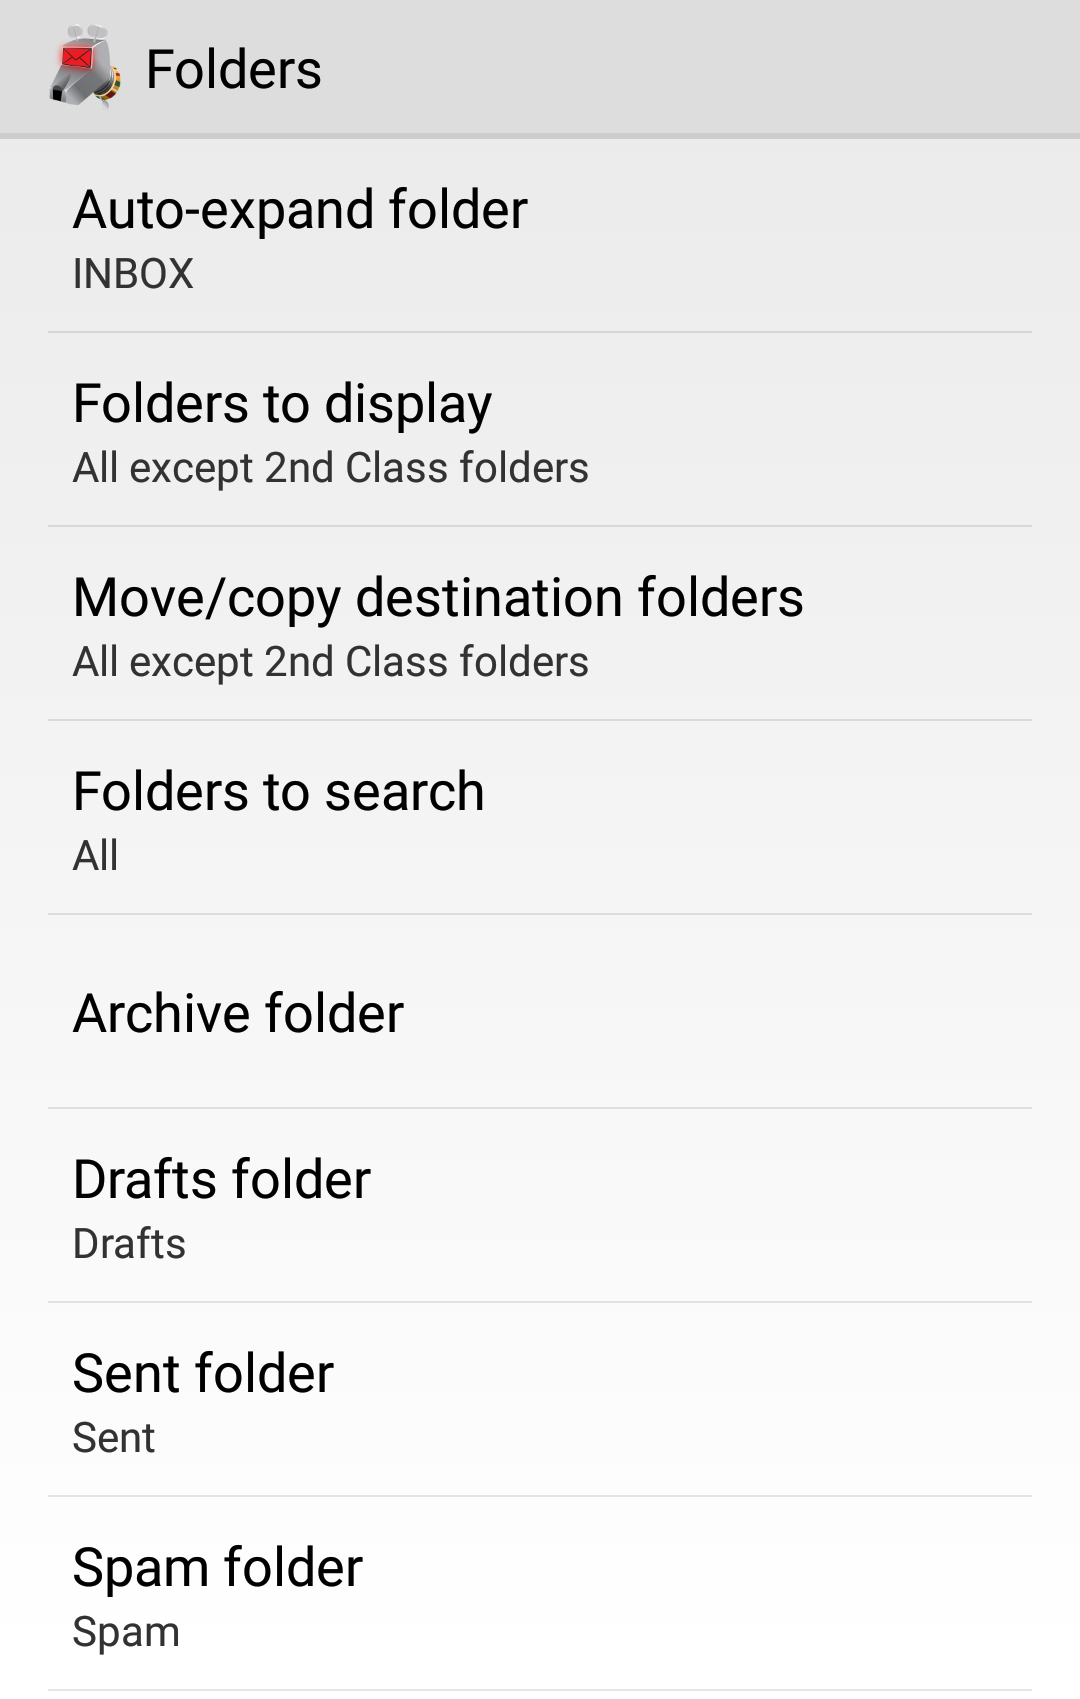 Folders
Auto-expand folder
INBOX
Folders to display
All except 2nd Class folders
Move/copy destination folders
All except 2nd Class folders
Folders to search
All
Archive folder
Drafts folder
Drafts
Sent folder
Sent
Spam folder
Spam